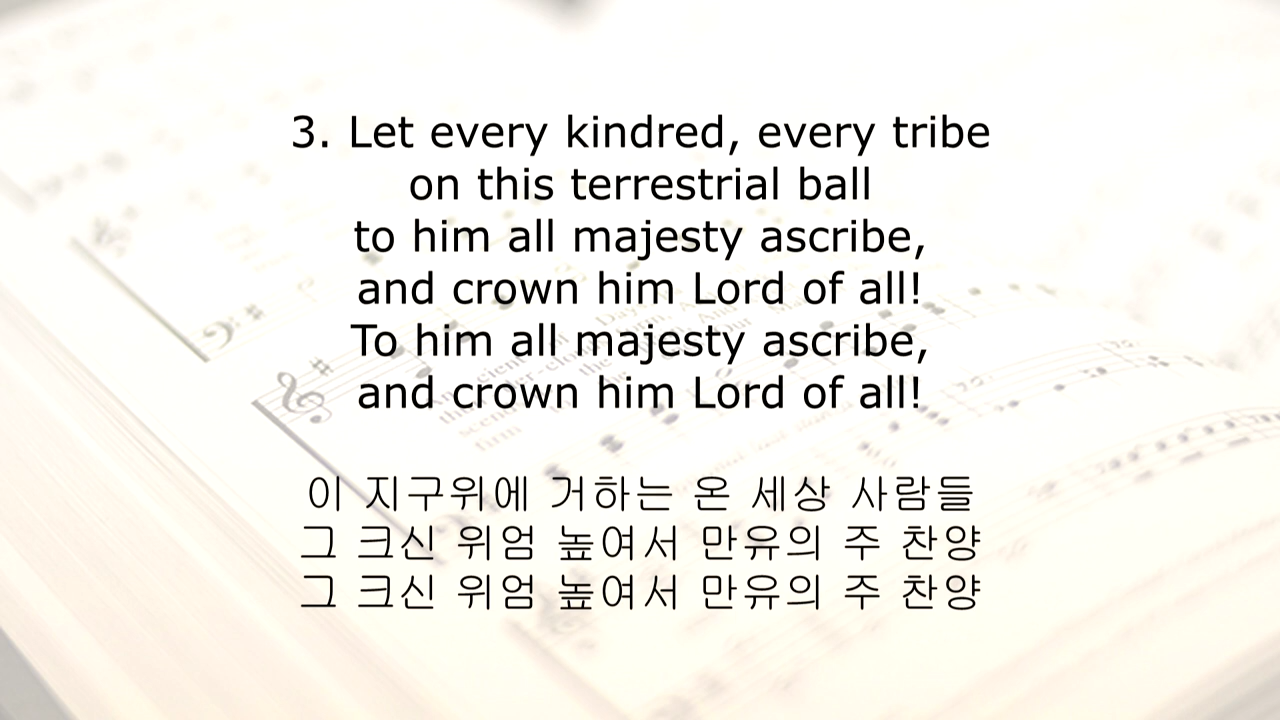 3. Let every kindred, every tribe
on this terrestrial ball
to him all majesty ascribe,
and crown him Lord of all!
To him all majesty ascribe,
and crown him Lord of all!
이 지구위에 거하는 온 세상 사람들
그 크신 위엄 높여서 만유의 주 찬양
그 크신 위엄 높여서 만유의 주 찬양